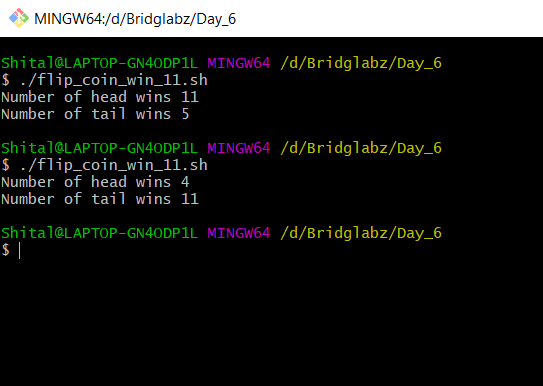 MINGW64:/d/Bridglabz/Day_6
Shital@LAPTOP-GN4ODP1L MINGW64 /d/Bridglabz/Day_6
$ ./flip_coin_win_11.sh
Number of head wins 11
Number of tail wins 5
Shital@LAPTOP-GN4ODP1L MINGW64 /d/Bridglabz/Day_6
$ ./flip_coin_win_11.sh
Number of head wins 4
Number of tail wins 11
Shital@LAPTOP-GN4ODP1L MINGW64 /d/Bridglabz/Day_6
$